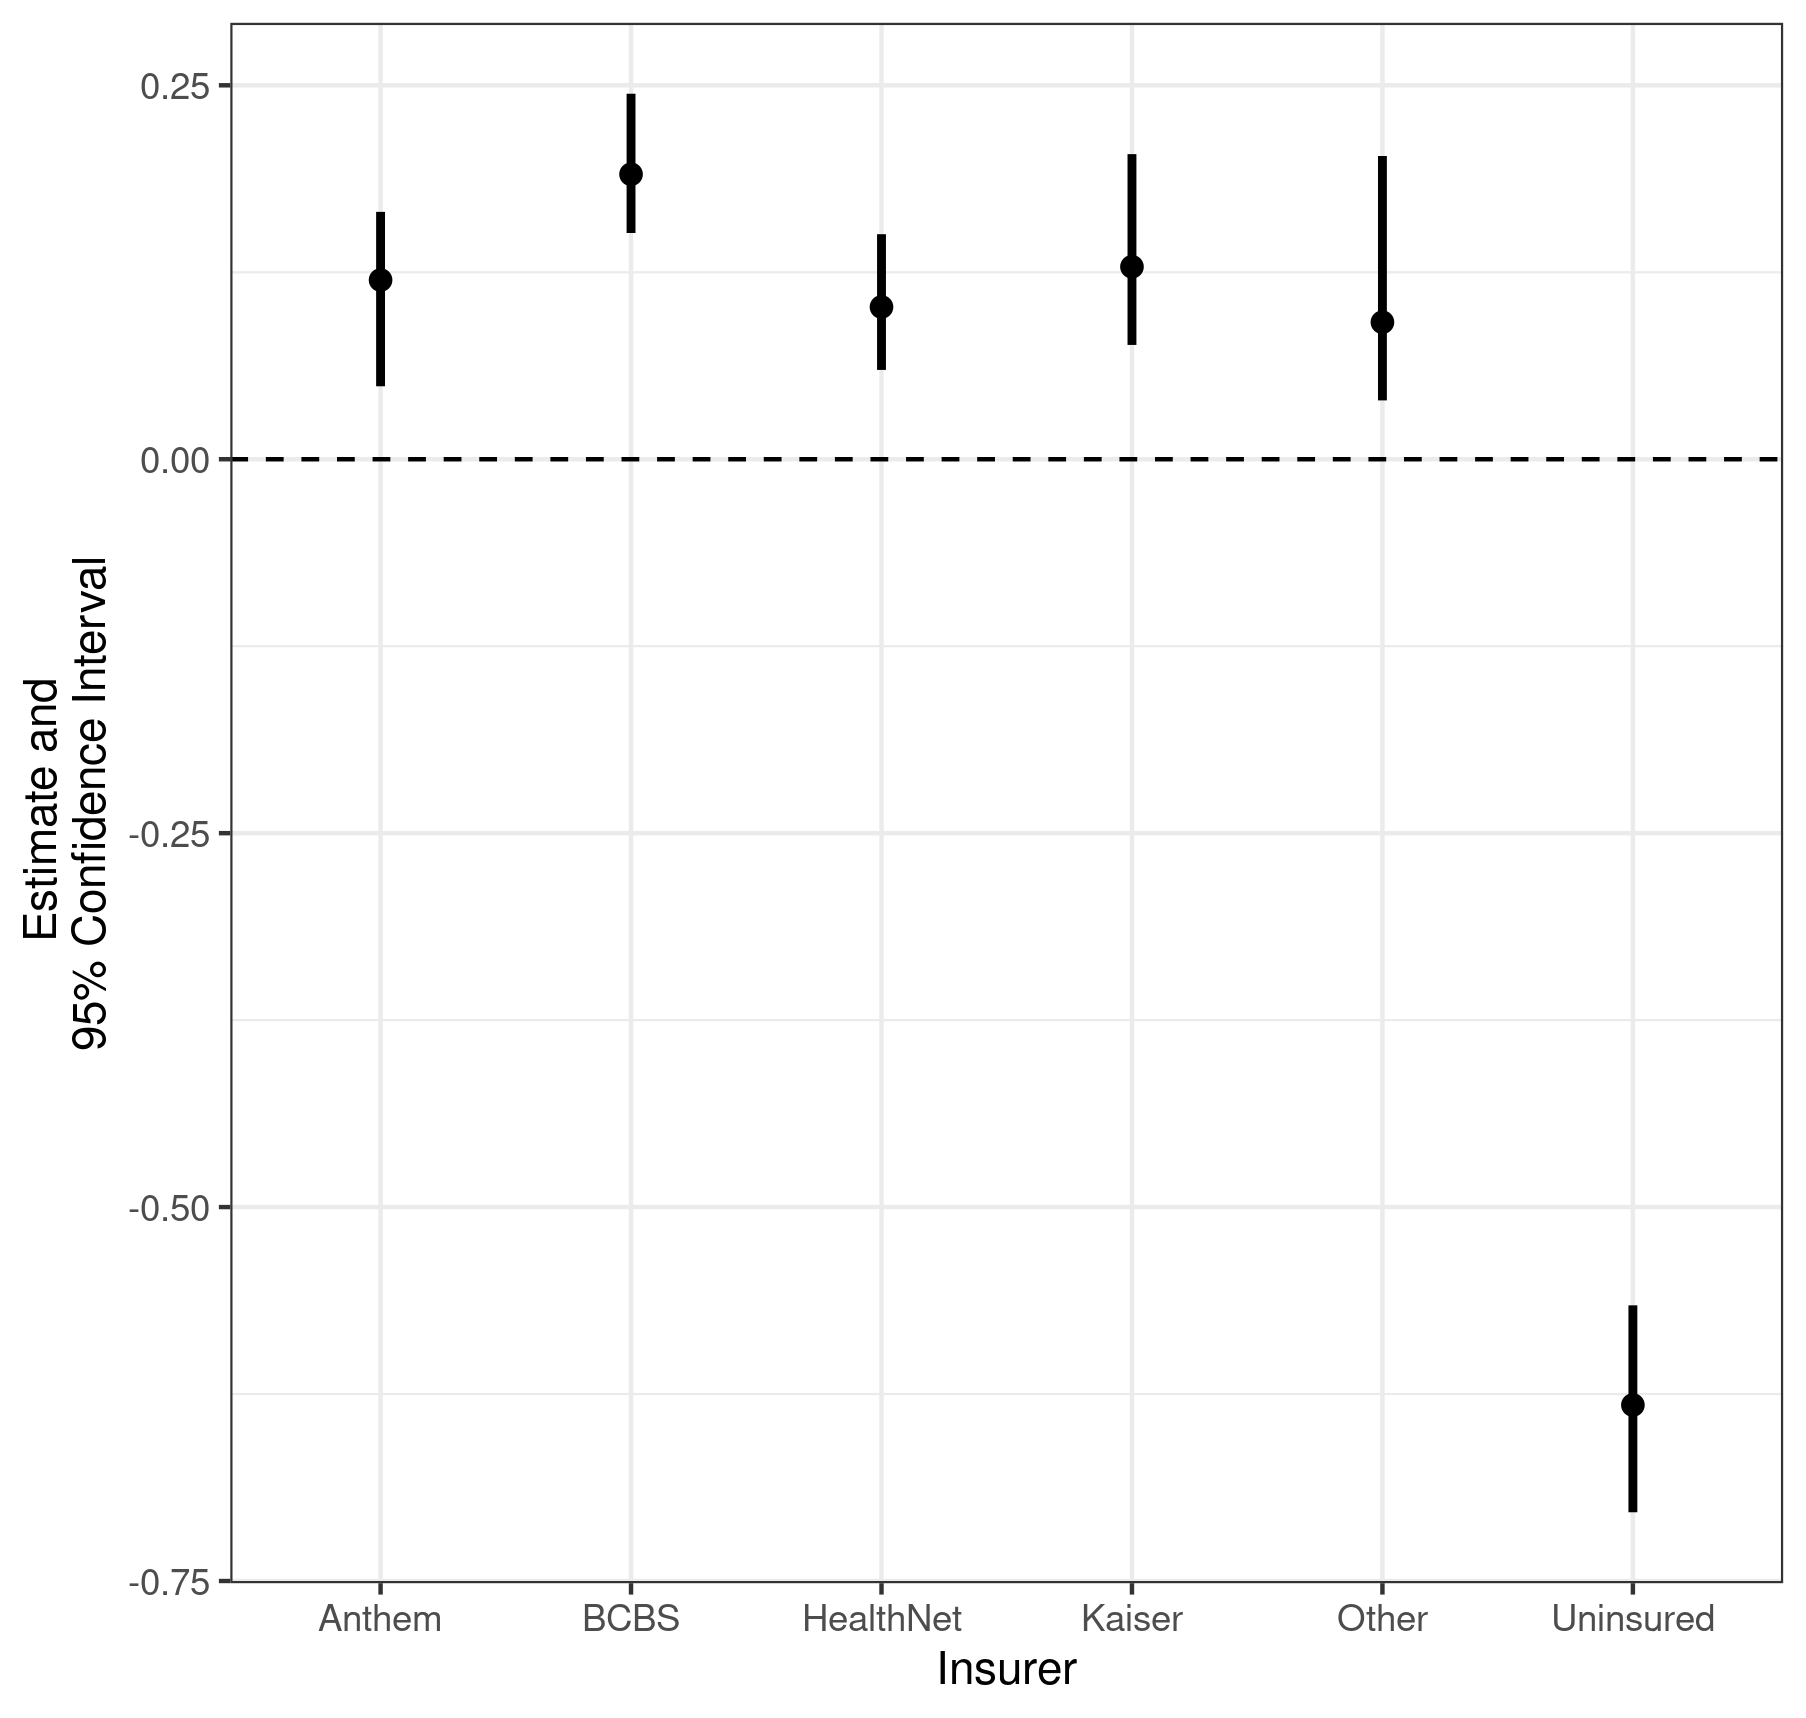 0.25
0.00
-0.25
-0.50
-0.75
Estimate and
95% Confidence Interval
Anthem BCBS HealthNet Kaiser Other Uninsured
Insurer